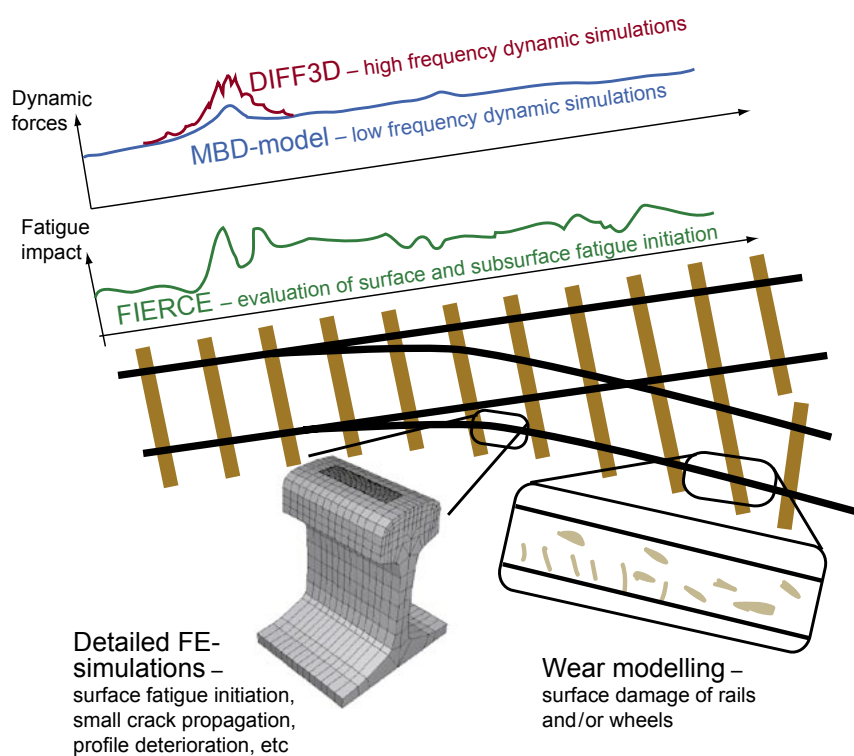 DIFF3D – high frequency dynamic simulations
Dynamic
forces
MBD-model – low frequency dynamic simulations
Fatigue
impact
FIERCE – evaluation of surface and subsurface fatigue initiation
Detailed FE-
simulations –
surface fatigue initiation,
small crack propagation,
profile deterioration, etc
Wear modelling –
surface damage of rails
and/or wheels